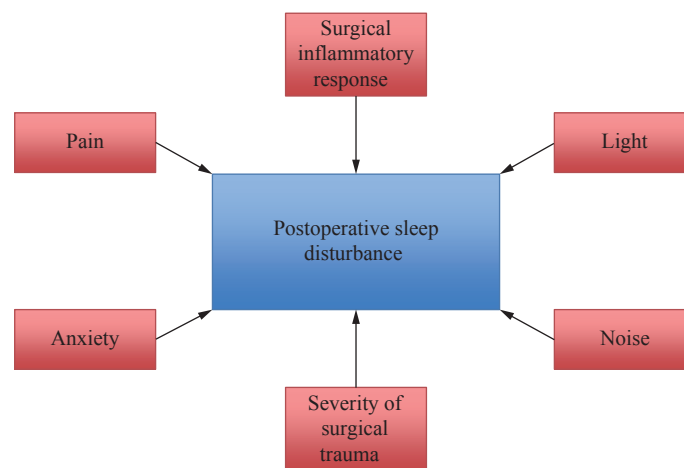 Surgical
inflammatory
response
Pain
Light
Postoperative sleep
disturbance
Anxiety
Noise
Severity of
surgical
trauma